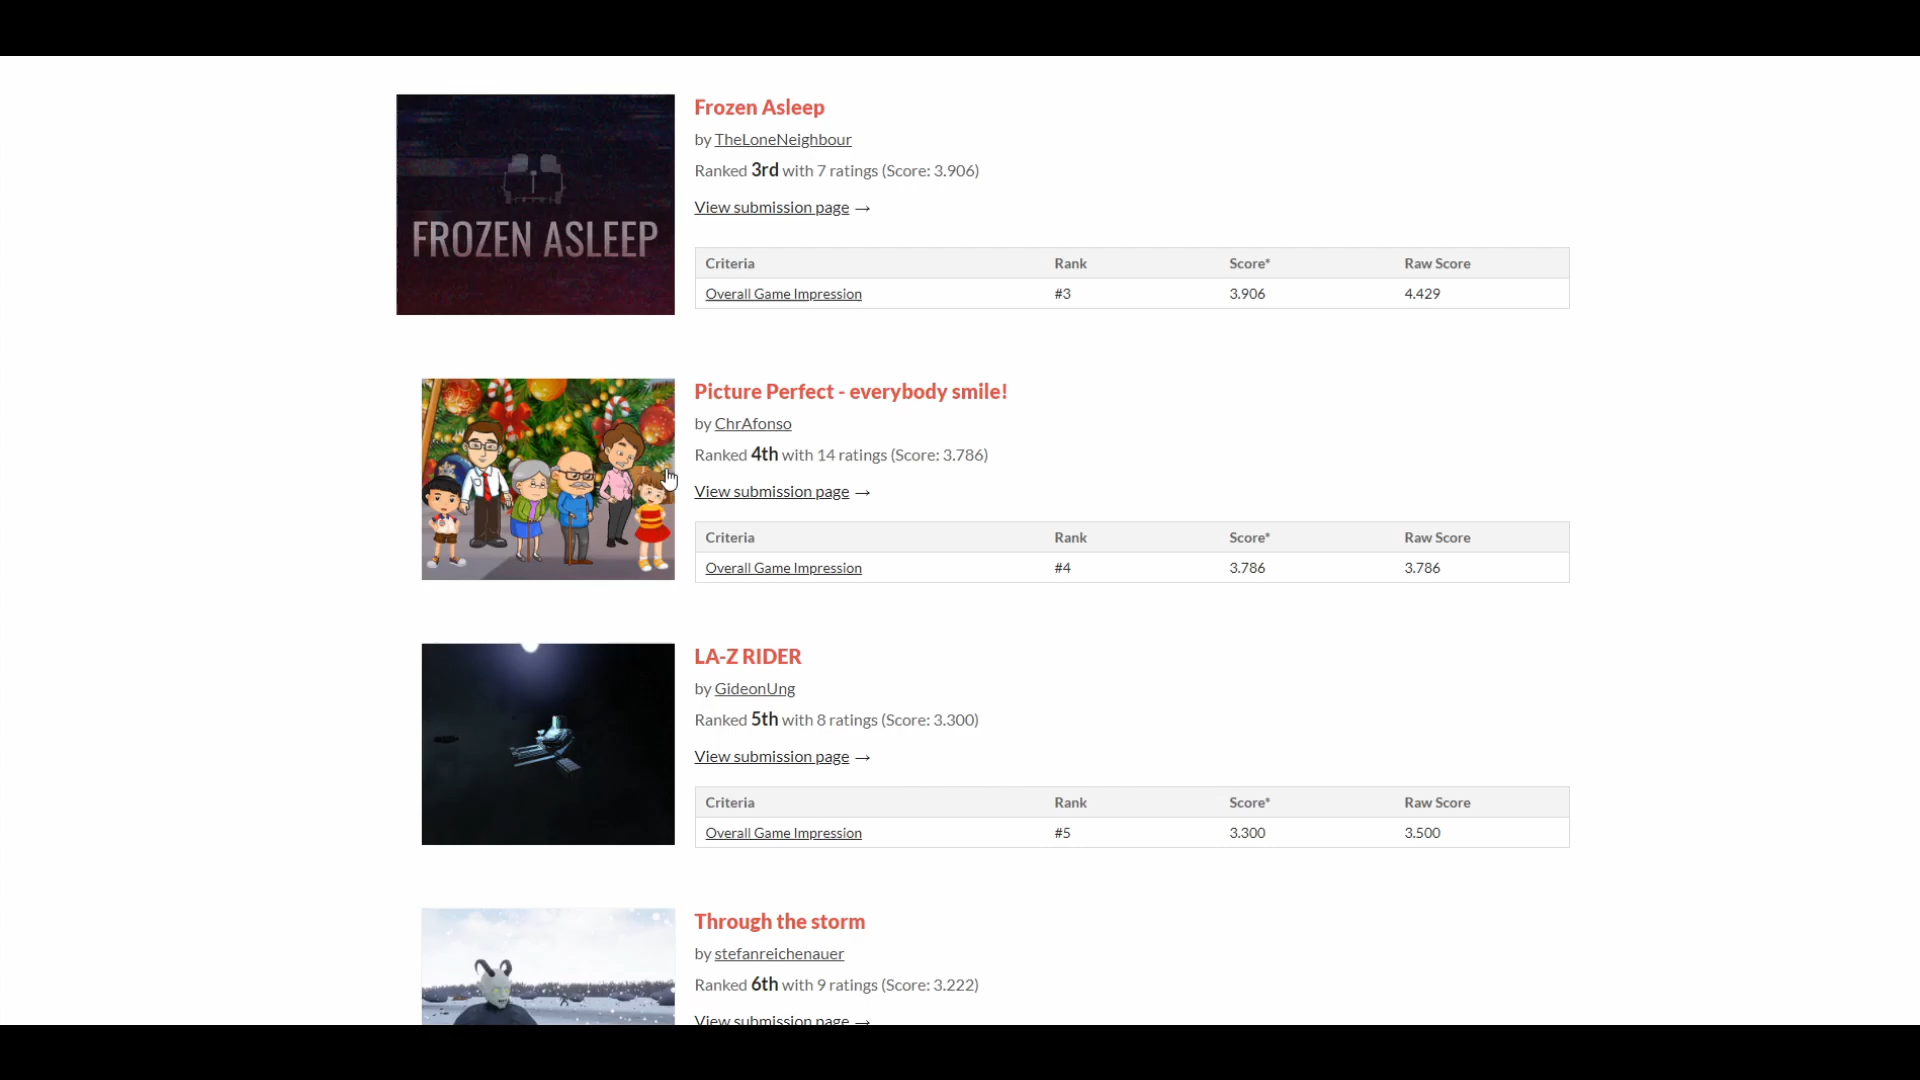 FROZEN ASLEEP
Frozen Asleep
by TheLoneNeighbour
Ranked 3rd with 7 ratings (Score: 3.906)
View submission page →
Criteria Rank Score* Raw Score
Overall Game Impression #3 3.906 4.429
Picture Perfect - everybody smile!
by ChrAfonso
Ranked 4th with 14 ratings (Score: 3.786)
View submission page →
Criteria Rank Score* Raw Score
Overall Game Impression #4 3.786 3.786
LA-Z RIDER
by GideonUng
Ranked 5th with 8 ratings (Score: 3.300)
View submission page →
Criteria Rank Score* Raw Score
Overall Game Impression #5 3.300 3.500
Through the storm
by stefanreichenauer
Ranked 6th with 9 ratings (Score: 3.222)
View submission page →